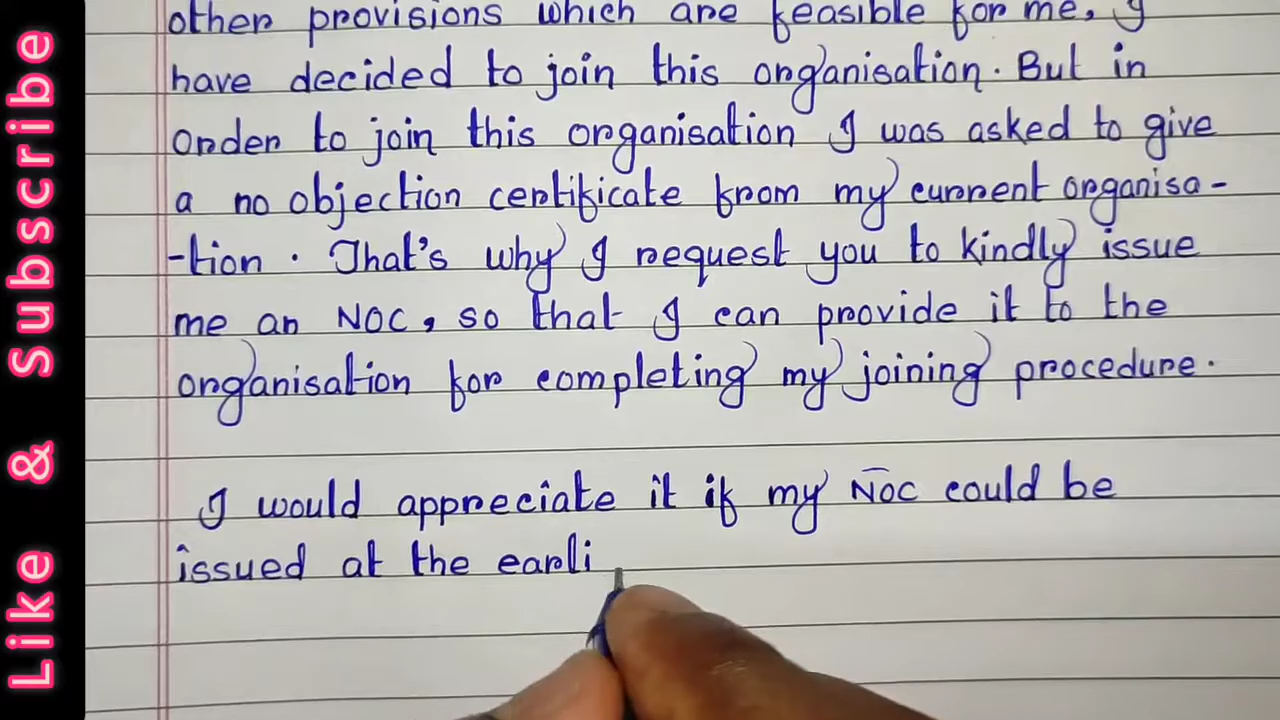 other provisions which are feasible for me, I
have decided to join this organisation. But in
order to join this organisation I was asked to give
a no objection certificate from my current organisa-
-tion. That's why I request you to kindly issue
me an NOC, so that I can provide it to the
organisation for completing my joining procedure.
I would appreciate it if my NOC could be
issued at the earli
Like & Subscribe